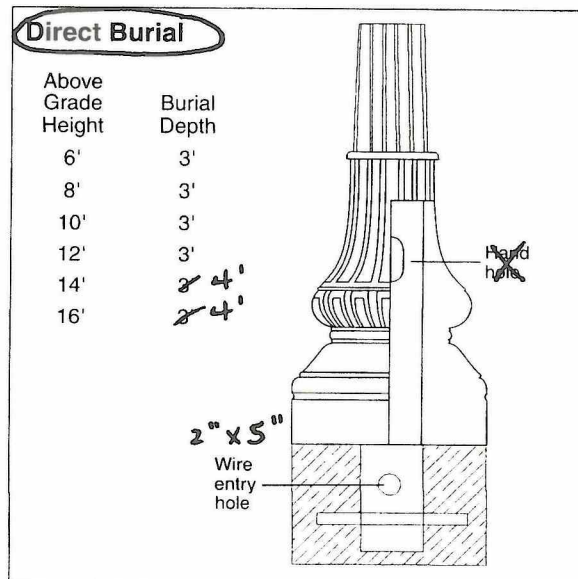 Direct Burial
Above Grade Height Burial Depth
6' 3'
8' 3'
10' 3'
12' 3'
14' 3' 4'
16' 3' 4'
Hand
hole
2" x 5"
Wire
entry
hole